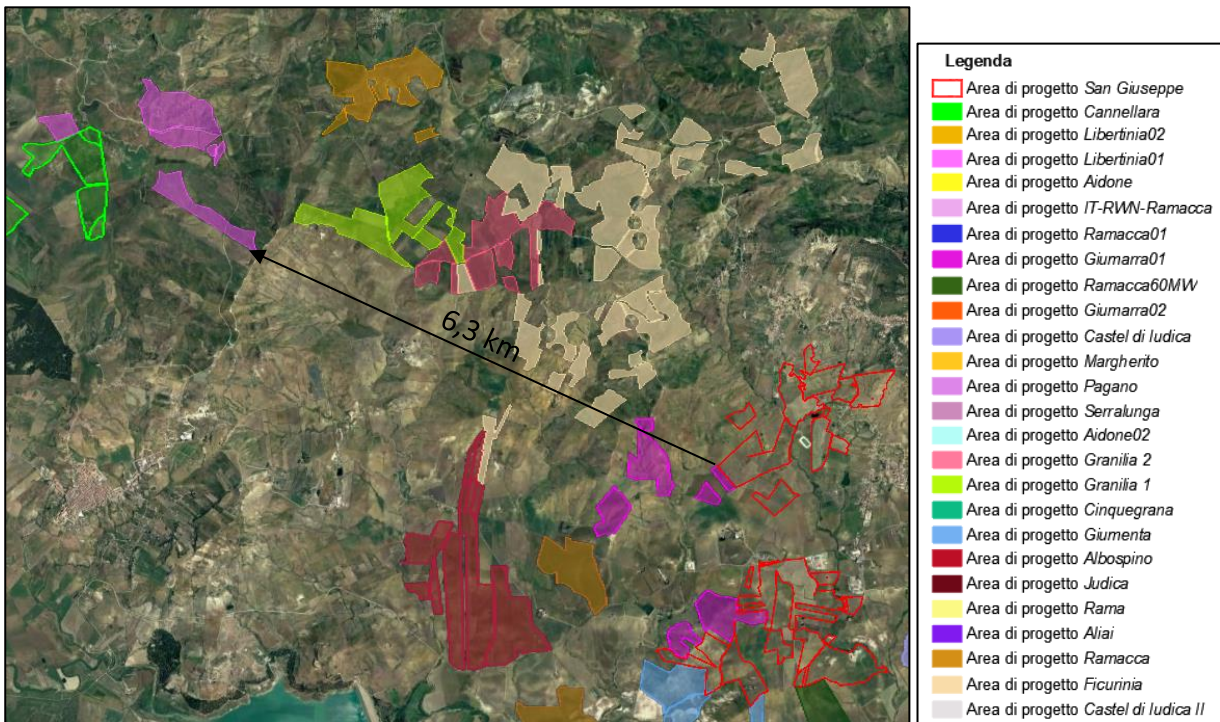 6,3 km
Legenda
Area di progetto San Giuseppe
Area di progetto Cannellara
Area di progetto Libertinia02
Area di progetto Libertinia01
Area di progetto Aidone
Area di progetto IT-RWN-Ramacca
Area di progetto Ramacca01
Area di progetto Giumarra01
Area di progetto Ramacca60MW
Area di progetto Giumarra02
Area di progetto Castel di Iudica
Area di progetto Margherito
Area di progetto Pagano
Area di progetto Serralunga
Area di progetto Aidone02
Area di progetto Granilia 2
Area di progetto Granilia 1
Area di progetto Cinquegrana
Area di progetto Giumenta
Area di progetto Albospino
Area di progetto Judica
Area di progetto Rama
Area di progetto Aliai
Area di progetto Ramacca
Area di progetto Ficurinia
Area di progetto Castel di Iudica II